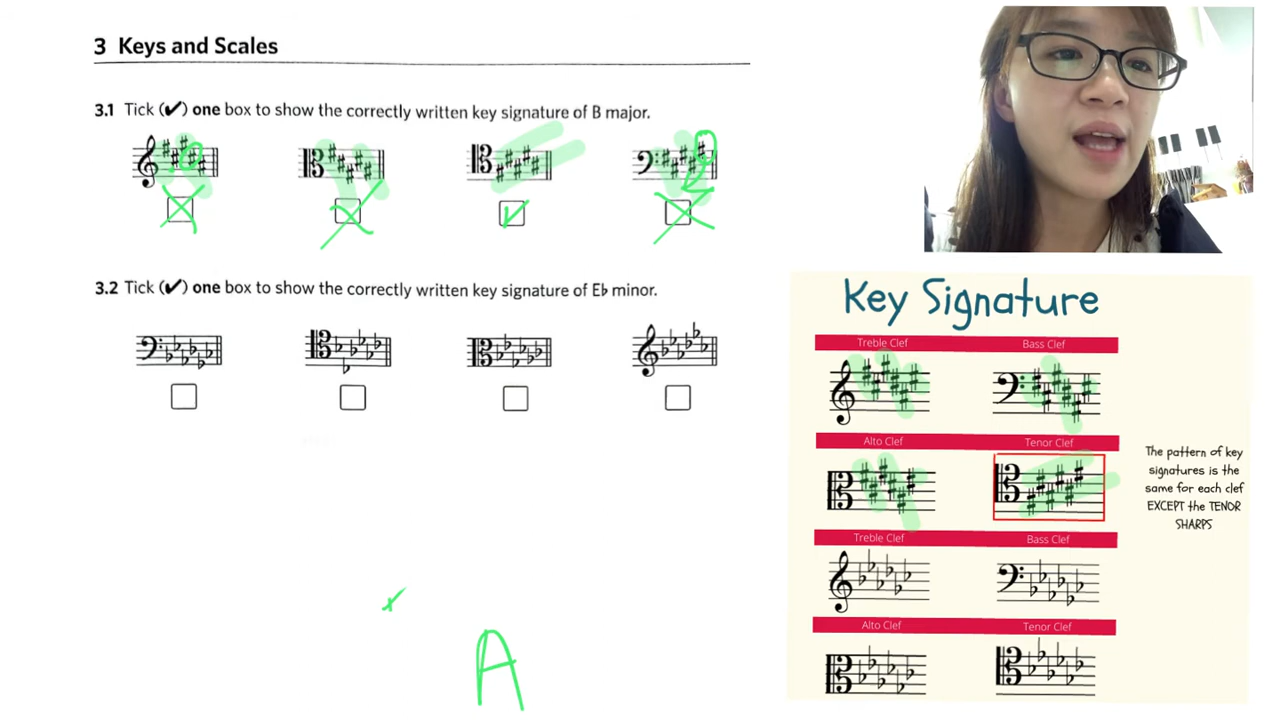 3 Keys and Scales
3.1 Tick (✔) one box to show the correctly written key signature of B major.
3.2 Tick (✔) one box to show the correctly written key signature of E♭ minor.
A
Key Signature
Treble Clef
Bass Clef
Alto Clef
Tenor Clef
The pattern of key
signatures is the
same for each clef
EXCEPT the TENOR
SHARPS
Treble Clef
Bass Clef
Alto Clef
Tenor Clef